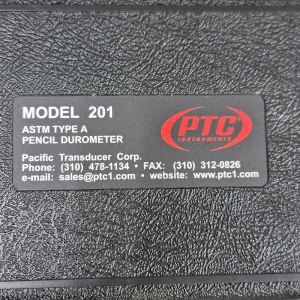 MODEL 201
ASTM TYPE A
PENCIL DUROMETER
PTC
INSTRUMENTS
Pacific Transducer Corp.
Phone: (310) 478-1134 • FAX: (310) 312-0826
e-mail: sales@ptc1.com • website: www.ptc1.com